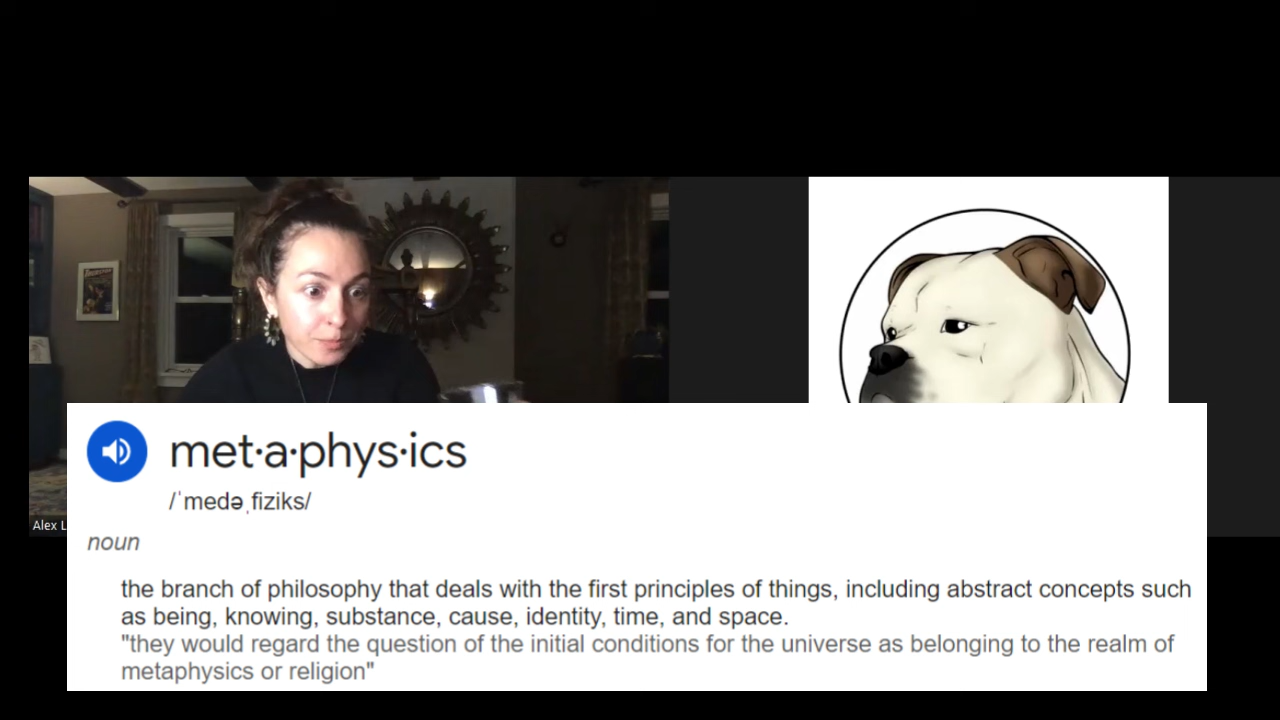 Alex L
met·a·phys·ics
/ˈmedəˌfiziks/
noun
the branch of philosophy that deals with the first principles of things, including abstract concepts such
as being, knowing, substance, cause, identity, time, and space.
"they would regard the question of the initial conditions for the universe as belonging to the realm of
metaphysics or religion"